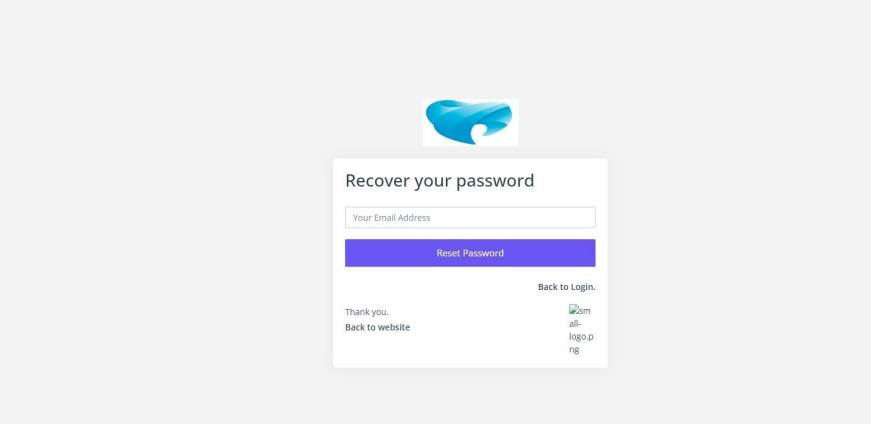 Recover your password
Your Email Address
Reset Password
Back to Login.
Thank you.
Back to website
sm
all-
logo.p
ng